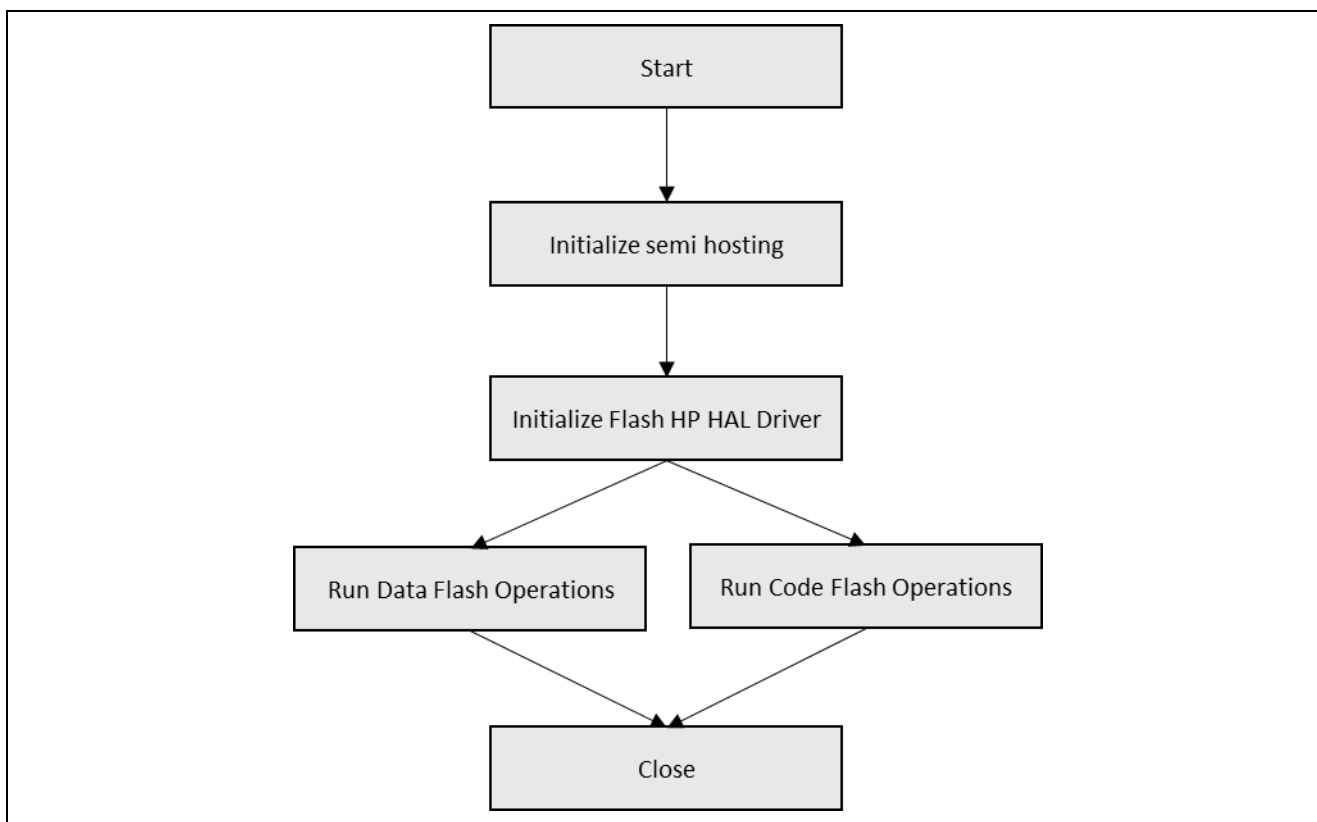 Start
Initialize semi hosting
Initialize Flash HP HAL Driver
Run Data Flash Operations
Run Code Flash Operations
Close